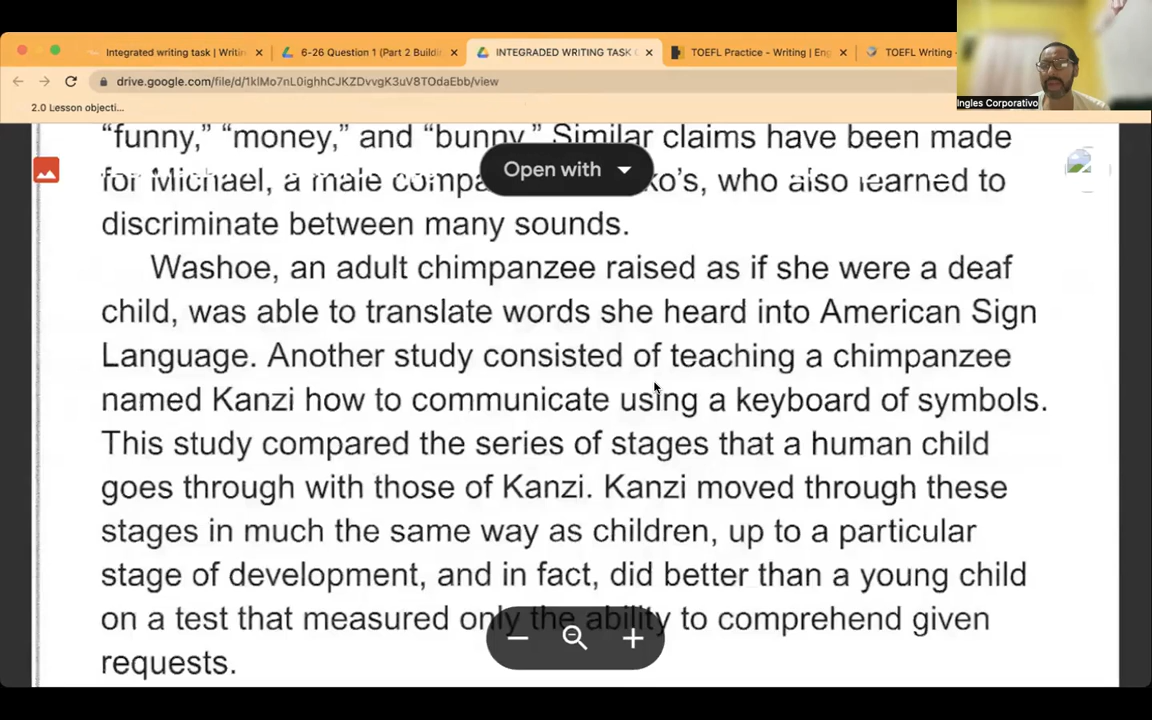 Integrated writing task | Writin
6-26 Question 1 (Part 2 Buildi
INTEGRADED WRITING TASK
TOEFL Practice - Writing | Eng
TOEFL Writing -
drive.google.com/file/d/1klMo7nL0ighhCJKZDvvgK3uV8TOdaEbb/view
Ingles Corporativo
2.0 Lesson objecti...
“funny,” “money,” and “bunny.” Similar claims have been made
Open with
for Michael, a male ko’s, who also learned to
discriminate between many sounds.
Washoe, an adult chimpanzee raised as if she were a deaf
child, was able to translate words she heard into American Sign
Language. Another study consisted of teaching a chimpanzee
named Kanzi how to communicate using a keyboard of symbols.
This study compared the series of stages that a human child
goes through with those of Kanzi. Kanzi moved through these
stages in much the same way as children, up to a particular
stage of development, and in fact, did better than a young child
on a test that measured only the ability to comprehend given
requests.